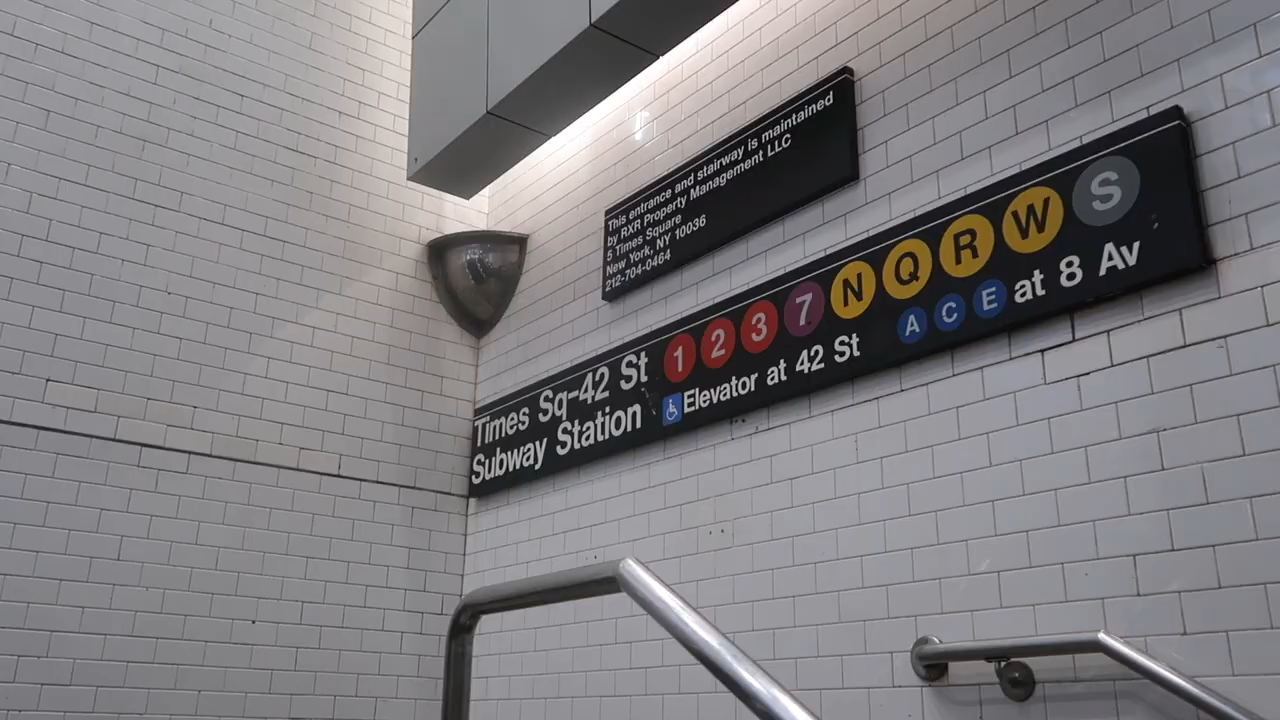 This entrance and stairway is maintained
by RXR Property Management LLC
5 Times Square
New York, NY 10036
212-704-0464
Times Sq-42 St 1 2 3 7 N Q R W S
Subway Station Elevator at 42 St A C E at 8 Av